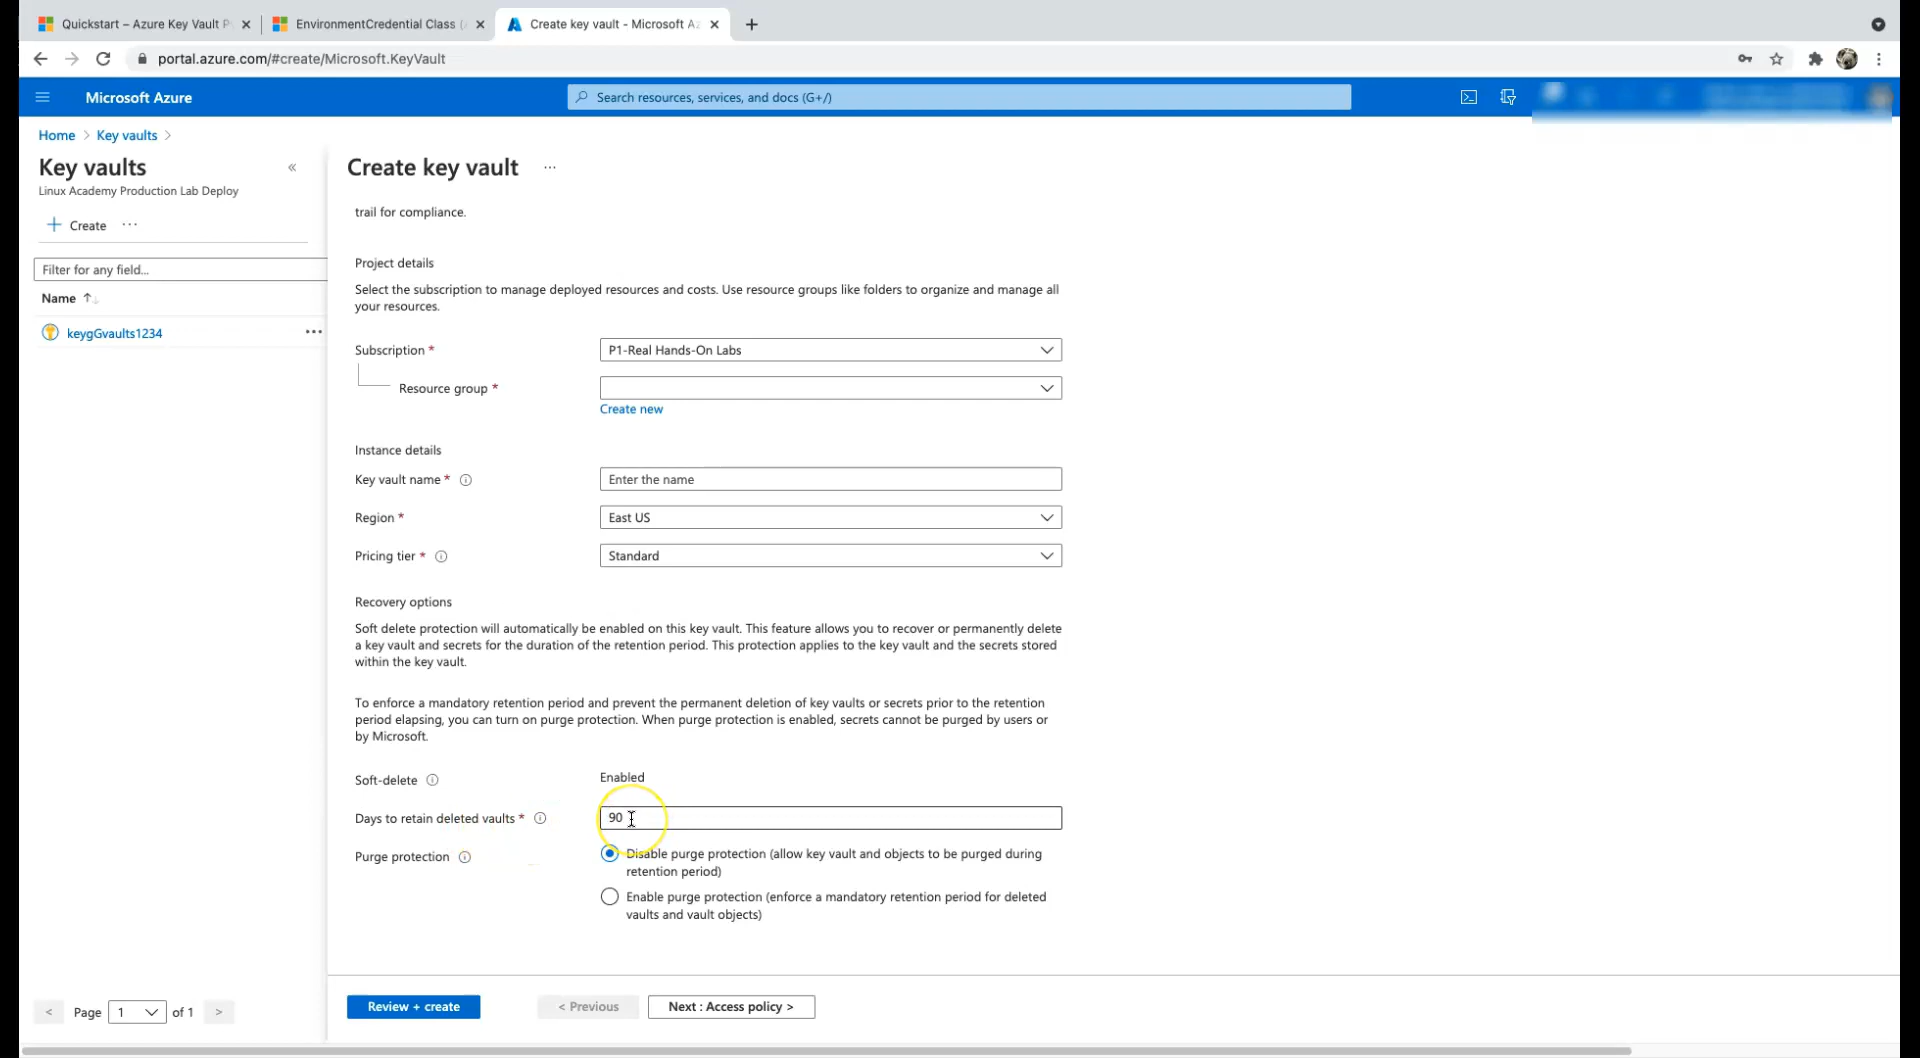 Quickstart – Azure Key Vault P
EnvironmentCredential Class (
Create key vault - Microsoft Az
portal.azure.com/#create/Microsoft.KeyVault
Microsoft Azure
Search resources, services, and docs (G+/)
Home > Key vaults >
Key vaults
Linux Academy Production Lab Deploy
+ Create ...
Filter for any field...
Name ↑↓
keygGvaults1234 ...
Create key vault ...
trail for compliance.
Project details
Select the subscription to manage deployed resources and costs. Use resource groups like folders to organize and manage all
your resources.
Subscription *
P1-Real Hands-On Labs
Resource group *
Create new
Instance details
Key vault name *
Enter the name
Region *
East US
Pricing tier *
Standard
Recovery options
Soft delete protection will automatically be enabled on this key vault. This feature allows you to recover or permanently delete
a key vault and secrets for the duration of the retention period. This protection applies to the key vault and the secrets stored
within the key vault.
To enforce a mandatory retention period and prevent the permanent deletion of key vaults or secrets prior to the retention
period elapsing, you can turn on purge protection. When purge protection is enabled, secrets cannot be purged by users or
by Microsoft.
Soft-delete
Enabled
Days to retain deleted vaults *
90
Purge protection
Disable purge protection (allow key vault and objects to be purged during
retention period)
Enable purge protection (enforce a mandatory retention period for deleted
vaults and vault objects)
< Page 1 of 1 >
Review + create
< Previous
Next : Access policy >